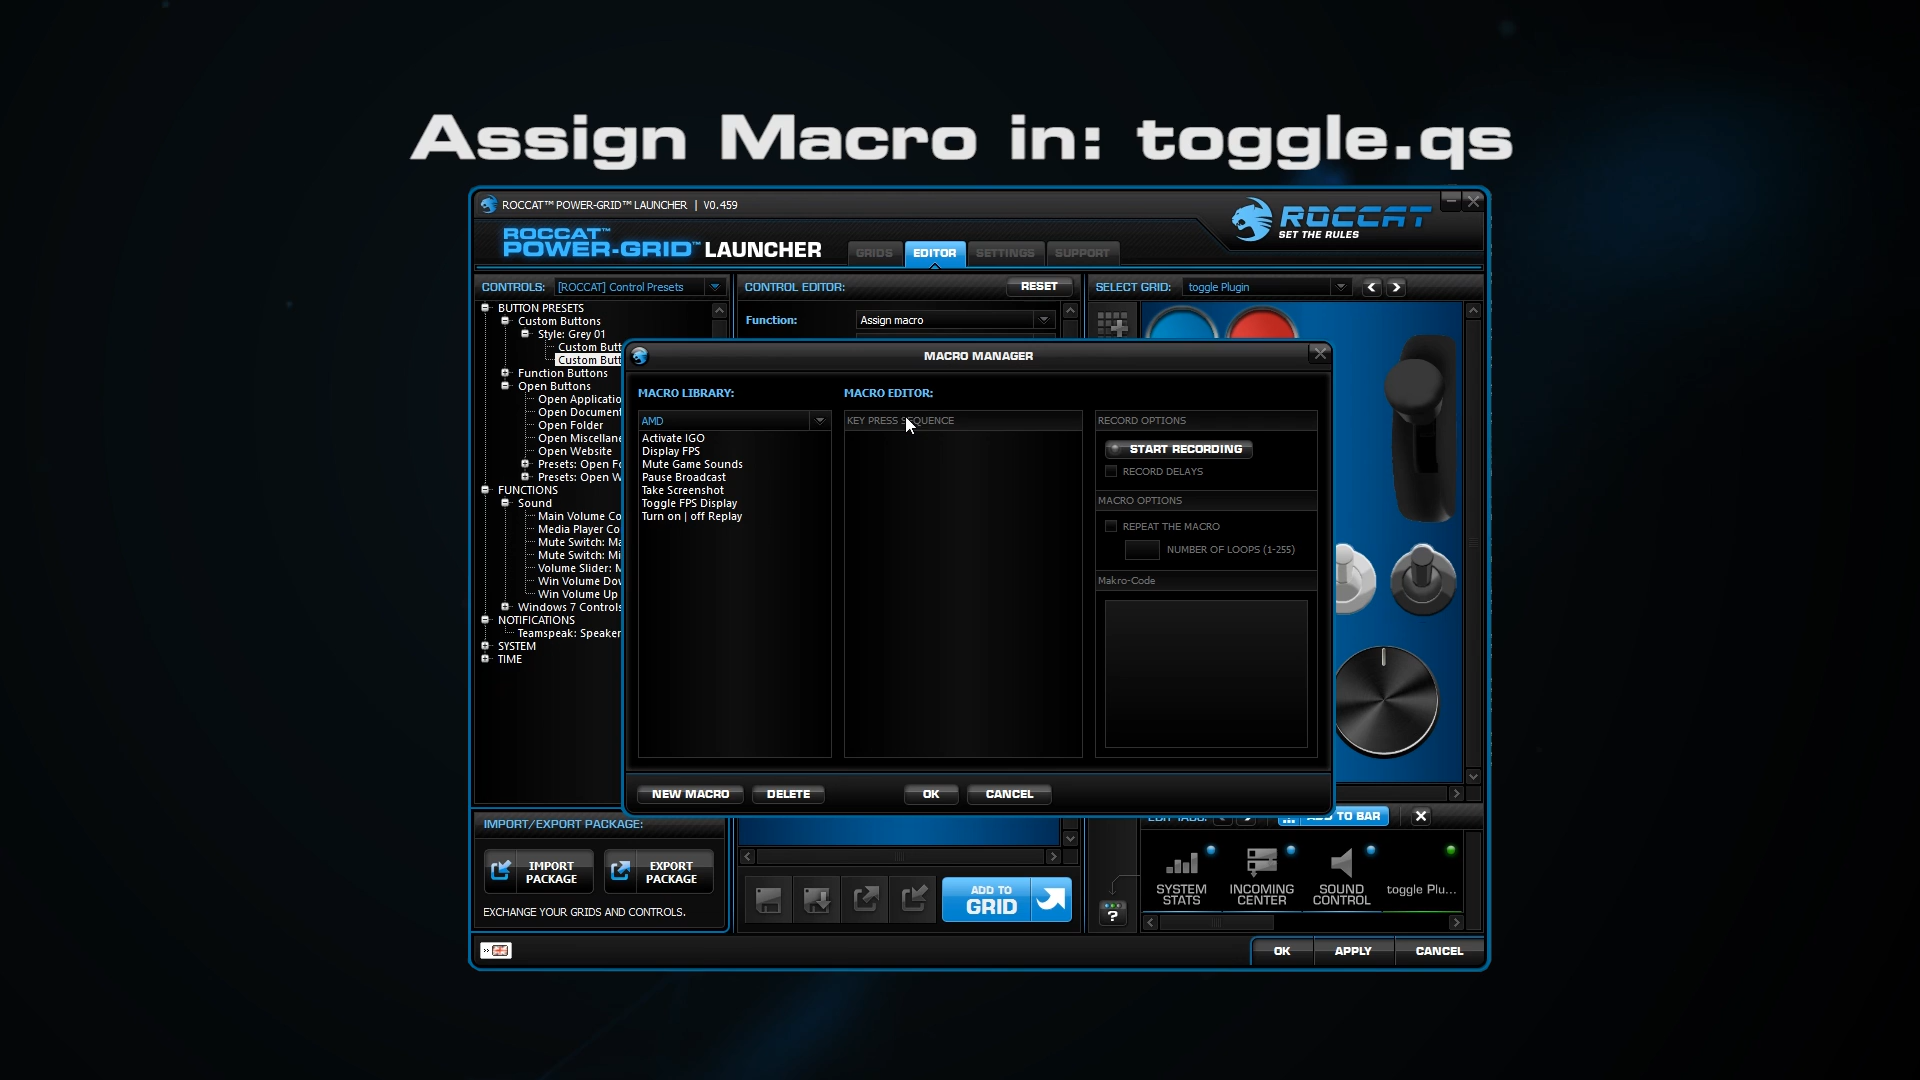 Assign Macro in: toggle.qs
ROCCAT™ POWER-GRID™ LAUNCHER | V0.459
ROCCAT
SET THE RULES
ROCCAT™
POWER-GRID™ LAUNCHER
GRIDS
EDITOR
SETTINGS
SUPPORT
CONTROLS:
[ROCCAT] Control Presets
CONTROL EDITOR:
RESET
SELECT GRID:
toggle Plugin
BUTTON PRESETS
Custom Buttons
Style: Grey 01
Custom Butt
Custom Butt
Function Buttons
Open Buttons
Open Applicatio
Open Document
Open Folder
Open Miscellane
Open Website
Presets: Open Fo
Presets: Open W
FUNCTIONS
Sound
Main Volume Co
Media Player Co
Mute Switch: Ma
Mute Switch: Mi
Volume Slider: M
Win Volume Dov
Win Volume Up
Windows 7 Controls
NOTIFICATIONS
Teamspeak: Speaker
SYSTEM
TIME
Function:
Assign macro
MACRO MANAGER
MACRO LIBRARY:
MACRO EDITOR:
AMD
Activate IGO
Display FPS
Mute Game Sounds
Pause Broadcast
Take Screenshot
Toggle FPS Display
Turn on | off Replay
KEY PRESS SEQUENCE
RECORD OPTIONS
START RECORDING
RECORD DELAYS
MACRO OPTIONS
REPEAT THE MACRO
NUMBER OF LOOPS (1-255)
Makro-Code
NEW MACRO
DELETE
OK
CANCEL
IMPORT/EXPORT PACKAGE:
IMPORT
PACKAGE
EXPORT
PACKAGE
EXCHANGE YOUR GRIDS AND CONTROLS.
ADD TO
GRID
EDIT TABS:
TO BAR
?
SYSTEM
STATS
INCOMING
CENTER
SOUND
CONTROL
toggle Plu...
OK
APPLY
CANCEL